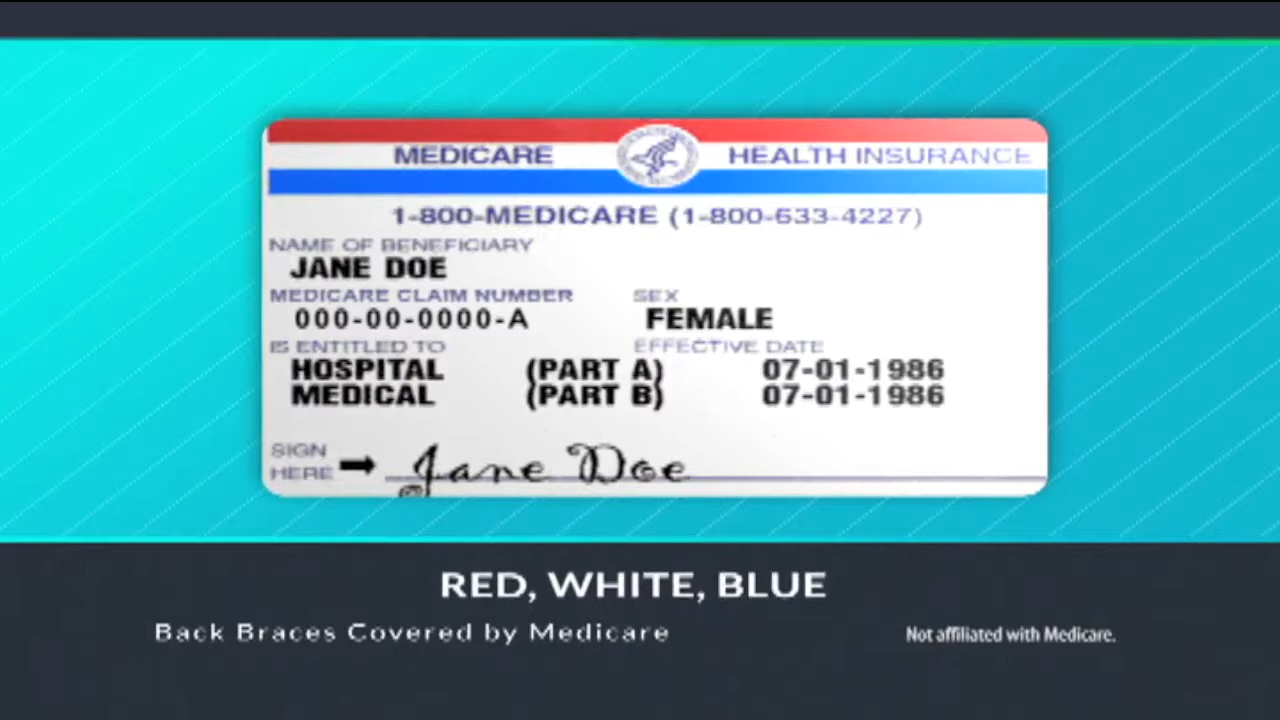 MEDICARE HEALTH INSURANCE
1-800-MEDICARE (1-800-633-4227)
NAME OF BENEFICIARY
JANE DOE
MEDICARE CLAIM NUMBER SEX
000-00-0000-A FEMALE
IS ENTITLED TO EFFECTIVE DATE
HOSPITAL (PART A) 07-01-1986
MEDICAL (PART B) 07-01-1986
SIGN
HERE Jane Doe
RED, WHITE, BLUE
Back Braces Covered by Medicare Not affiliated with Medicare.